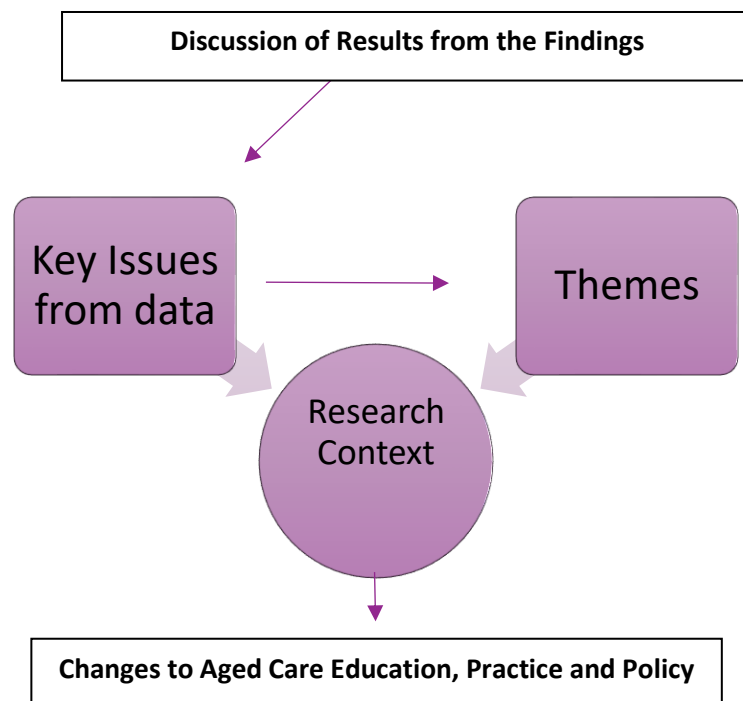 Discussion of Results from the Findings
Key Issues
from data
Themes
Research
Context
Changes to Aged Care Education, Practice and Policy